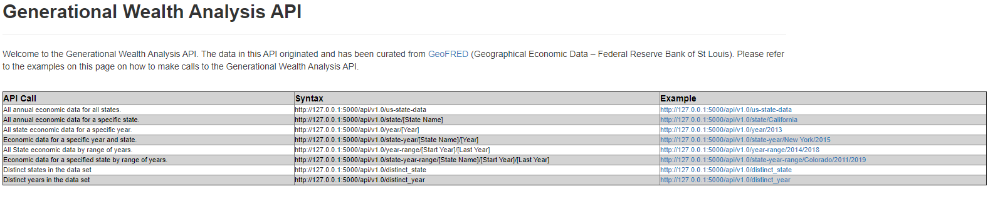 Generational Wealth Analysis API
Welcome to the Generational Wealth Analysis API. The data in this API originated and has been curated from GeoFRED (Geographical Economic Data – Federal Reserve Bank of St Louis). Please refer
to the examples on this page on how to make calls to the Generational Wealth Analysis API.
API Call Syntax Example
All annual economic data for all states. http://127.0.0.1:5000/api/v1.0/us-state-data http://127.0.0.1:5000/api/v1.0/us-state-data
All annual economic data for a specific state. http://127.0.0.1:5000/api/v1.0/state/[State Name] http://127.0.0.1:5000/api/v1.0/state/California
All state economic data for a specific year. http://127.0.0.1:5000/api/v1.0/year/[Year] http://127.0.0.1:5000/api/v1.0/year/2013
Economic data for a specific year and state. http://127.0.0.1:5000/api/v1.0/state-year/[State Name]/[Year] http://127.0.0.1:5000/api/v1.0/state-year/New York/2015
All State economic data by range of years. http://127.0.0.1:5000/api/v1.0/year-range/[Start Year]/[Last Year] http://127.0.0.1:5000/api/v1.0/year-range/2014/2018
Economic data for a specified state by range of years. http://127.0.0.1:5000/api/v1.0/state-year-range/[State Name]/[Start Year]/[Last Year] http://127.0.0.1:5000/api/v1.0/state-year-range/Colorado/2011/2019
Distinct states in the data set http://127.0.0.1:5000/api/v1.0/distinct_state http://127.0.0.1:5000/api/v1.0/distinct_state
Distinct years in the data set http://127.0.0.1:5000/api/v1.0/distinct_year http://127.0.0.1:5000/api/v1.0/distinct_year